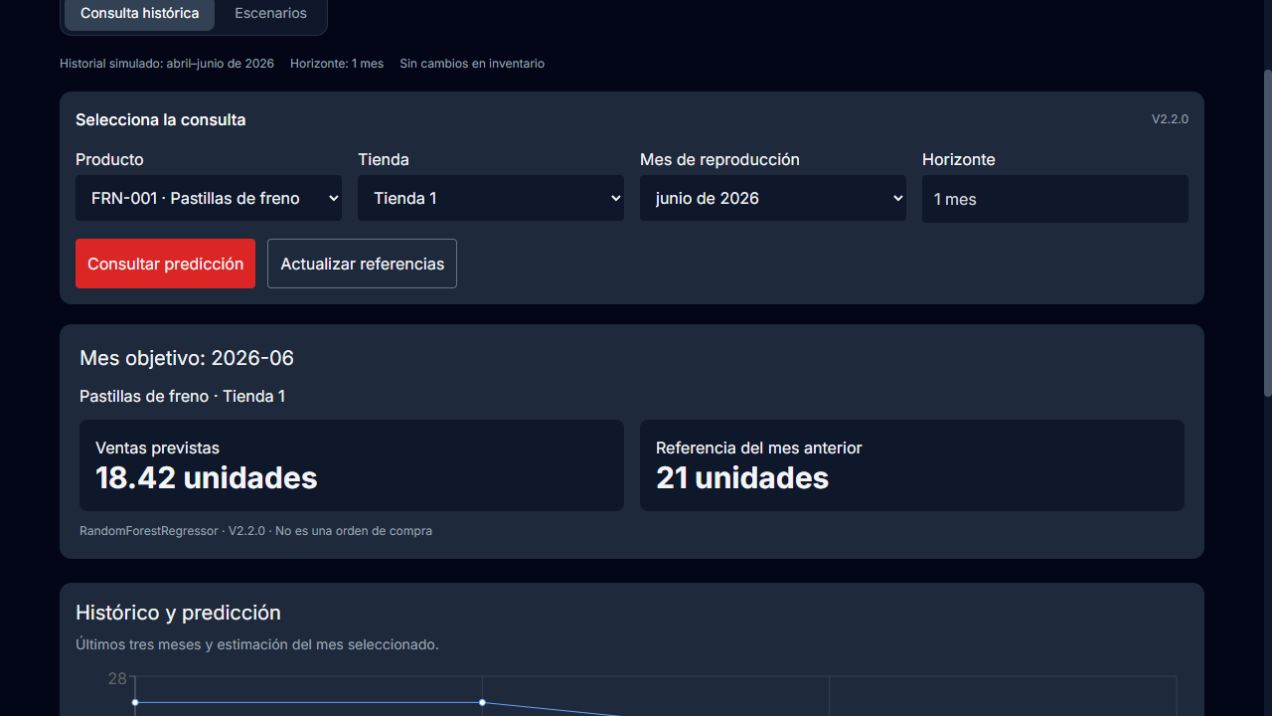 Consulta histórica Escenarios
Historial simulado: abril–junio de 2026 Horizonte: 1 mes Sin cambios en inventario
Selecciona la consulta V2.2.0
Producto Tienda Mes de reproducción Horizonte
FRN-001 · Pastillas de freno Tienda 1 junio de 2026 1 mes
Consultar predicción Actualizar referencias
Mes objetivo: 2026-06
Pastillas de freno · Tienda 1
Ventas previstas Referencia del mes anterior
18.42 unidades 21 unidades
RandomForestRegressor · V2.2.0 · No es una orden de compra
Histórico y predicción
Últimos tres meses y estimación del mes seleccionado.
28